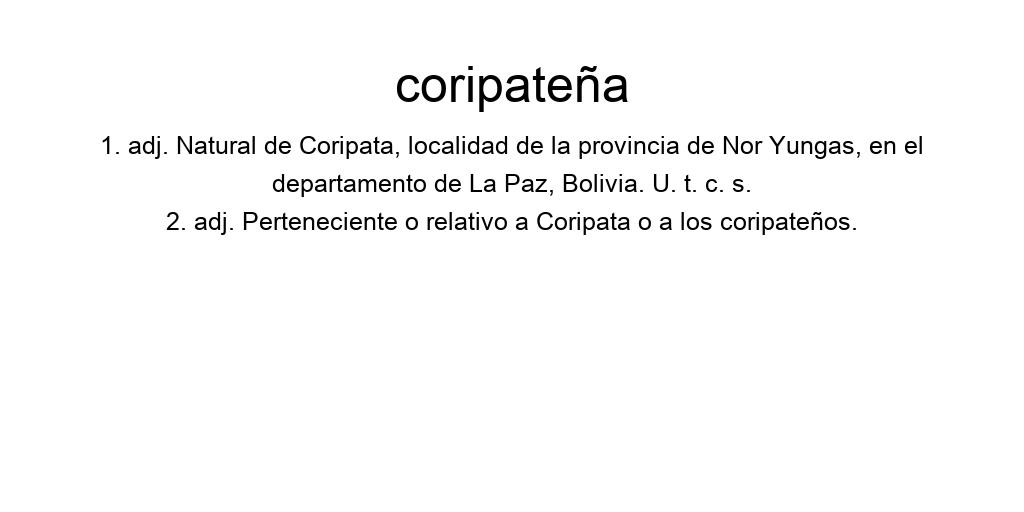 coripateña
1. adj. Natural de Coripata, localidad de la provincia de Nor Yungas, en el
departamento de La Paz, Bolivia. U. t. c. s.
2. adj. Perteneciente o relativo a Coripata o a los coripateños.